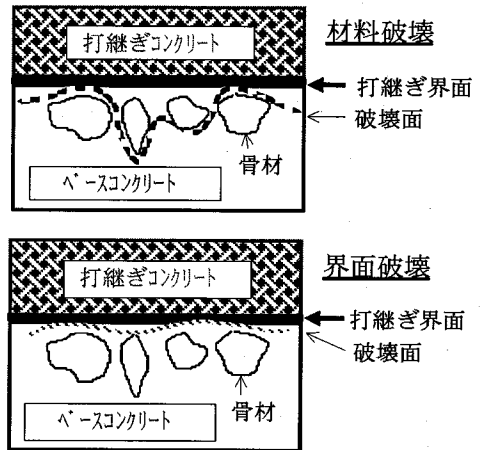 材料破壊
打継ぎコンクリート
打継ぎ界面
破壊面
骨材
ベースコンクリート
界面破壊
打継ぎコンクリート
打継ぎ界面
破壊面
骨材
ベースコンクリート